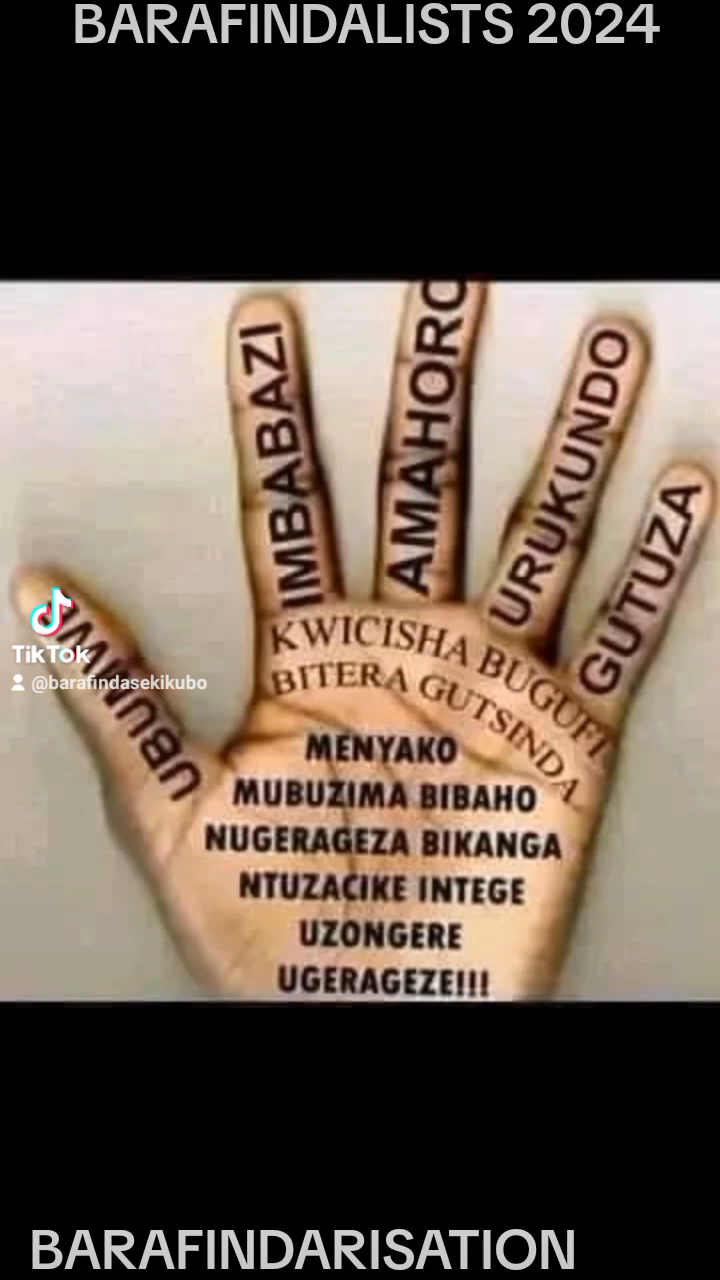 BARAFINDALISTS 2024
IMBABAZI
AMAHORO
URUKUNDO
GUTUZA
KWICISHA BUGUFI
BITERA GUTSINDA
TikTok
@barafindasekikubo
MENYAKO
MUBUZIMA BIBAHO
NUGERAGEZA BIKANGA
NTUZACIKE INTEGE
UZONGERE
UGERAGEZE!!!
BARAFINDARISATION